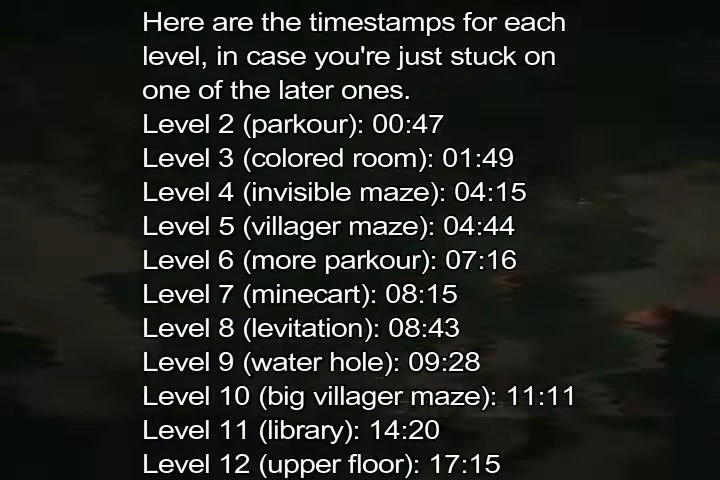 Here are the timestamps for each
level, in case you're just stuck on
one of the later ones.
Level 2 (parkour): 00:47
Level 3 (colored room): 01:49
Level 4 (invisible maze): 04:15
Level 5 (villager maze): 04:44
Level 6 (more parkour): 07:16
Level 7 (minecart): 08:15
Level 8 (levitation): 08:43
Level 9 (water hole): 09:28
Level 10 (big villager maze): 11:11
Level 11 (library): 14:20
Level 12 (upper floor): 17:15